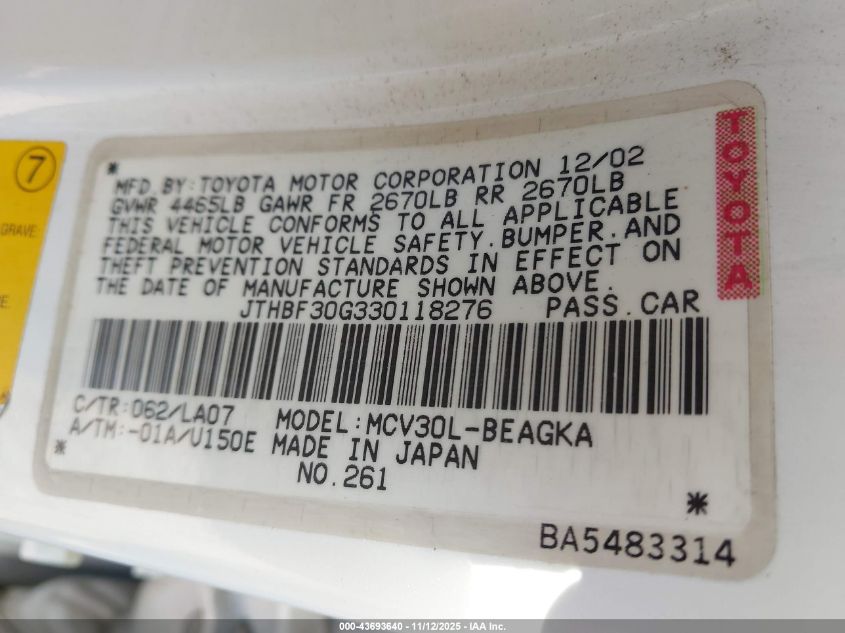 7
GRAVE
E.
* MFD. BY: TOYOTA MOTOR CORPORATION 12/02
GVWR 4465LB GAWR FR 2670LB RR 2670LB
THIS VEHICLE CONFORMS TO ALL APPLICABLE
FEDERAL MOTOR VEHICLE SAFETY. BUMPER. AND
THEFT PREVENTION STANDARDS IN EFFECT ON
THE DATE OF MANUFACTURE SHOWN ABOVE.
JTHBF30G330118276 PASS. CAR
TOYOTA
C/TR:062/LA07 MODEL:MCV30L-BEAGKA
A/TM:-01A/U150E MADE IN JAPAN
* NO.261 *
BA5483314
000-43693640 - 11/12/2025 - IAA Inc.